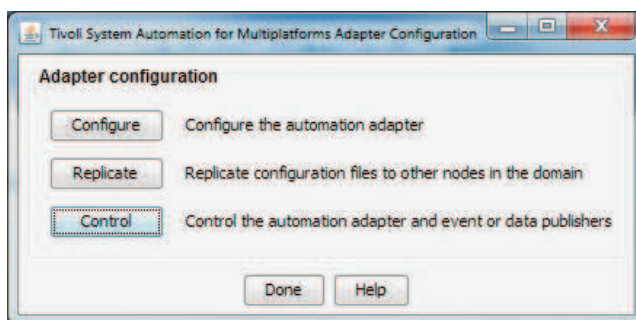 Tivoli System Automation for Multiplatforms Adapter Configuration
Adapter configuration
Configure Configure the automation adapter
Replicate Replicate configuration files to other nodes in the domain
Control Control the automation adapter and event or data publishers
Done Help